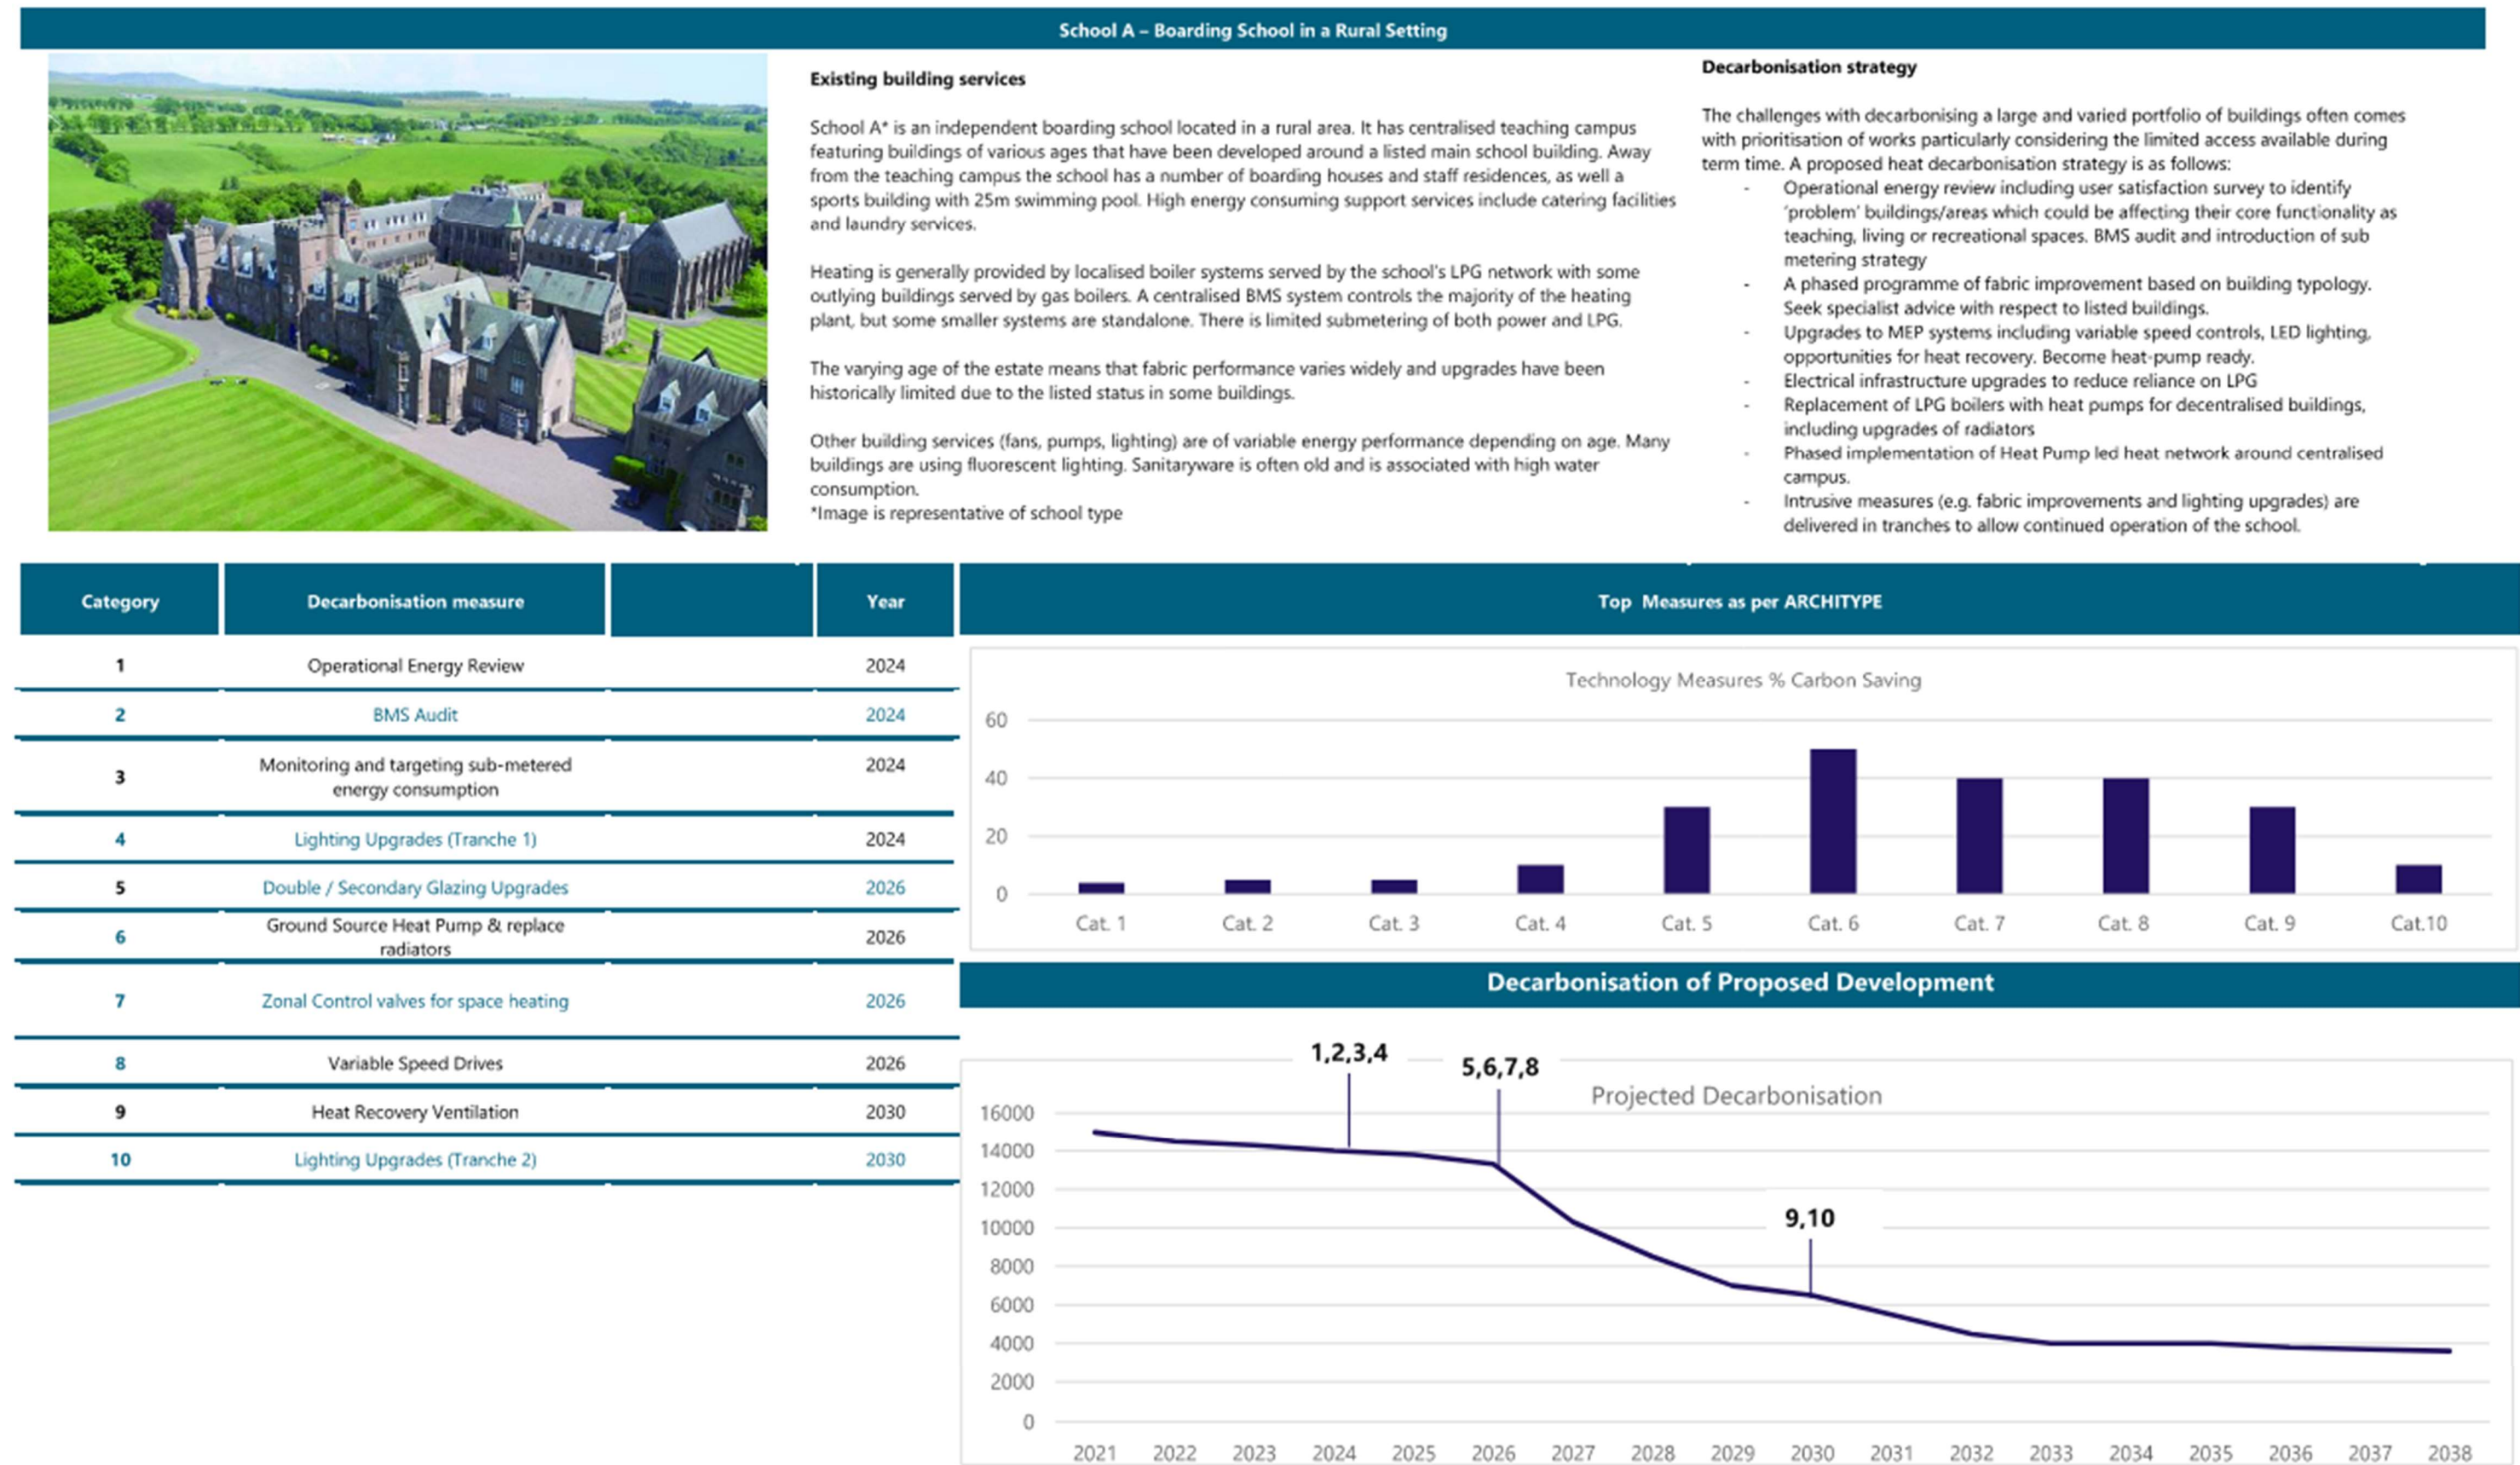 School A – Boarding School in a Rural Setting
Existing building services
School A* is an independent boarding school located in a rural area. It has centralised teaching campus
featuring buildings of various ages that have been developed around a listed main school building. Away
from the teaching campus the school has a number of boarding houses and staff residences, as well a
sports building with 25m swimming pool. High energy consuming support services include catering facilities
and laundry services.
Heating is generally provided by localised boiler systems served by the school's LPG network with some
outlying buildings served by gas boilers. A centralised BMS system controls the majority of the heating
plant, but some smaller systems are standalone. There is limited submetering of both power and LPG.
The varying age of the estate means that fabric performance varies widely and upgrades have been
historically limited due to the listed status in some buildings.
Other building services (fans, pumps, lighting) are of variable energy performance depending on age. Many
buildings are using fluorescent lighting. Sanitaryware is often old and is associated with high water
consumption.
*Image is representative of school type
Decarbonisation strategy
The challenges with decarbonising a large and varied portfolio of buildings often comes
with prioritisation of works particularly considering the limited access available during
term time. A proposed heat decarbonisation strategy is as follows:
- Operational energy review including user satisfaction survey to identify
'problem' buildings/areas which could be affecting their core functionality as
teaching, living or recreational spaces. BMS audit and introduction of sub
metering strategy
- A phased programme of fabric improvement based on building typology.
Seek specialist advice with respect to listed buildings.
- Upgrades to MEP systems including variable speed controls, LED lighting,
opportunities for heat recovery. Become heat-pump ready.
- Electrical infrastructure upgrades to reduce reliance on LPG
- Replacement of LPG boilers with heat pumps for decentralised buildings,
including upgrades of radiators
- Phased implementation of Heat Pump led heat network around centralised
campus.
- Intrusive measures (e.g. fabric improvements and lighting upgrades) are
delivered in tranches to allow continued operation of the school.
Category Decarbonisation measure Year
1 Operational Energy Review 2024
2 BMS Audit 2024
3 Monitoring and targeting sub-metered 2024
energy consumption
4 Lighting Upgrades (Tranche 1) 2024
5 Double / Secondary Glazing Upgrades 2026
6 Ground Source Heat Pump & replace 2026
radiators
7 Zonal Control valves for space heating 2026
8 Variable Speed Drives 2026
9 Heat Recovery Ventilation 2030
10 Lighting Upgrades (Tranche 2) 2030
Top Measures as per ARCHITYPE
Technology Measures % Carbon Saving
60
40
20
0
Cat. 1 Cat. 2 Cat. 3 Cat. 4 Cat. 5 Cat. 6 Cat. 7 Cat. 8 Cat. 9 Cat.10
Decarbonisation of Proposed Development
1,2,3,4
5,6,7,8
Projected Decarbonisation
16000
14000
12000
10000
9,10
8000
6000
4000
2000
0
2021 2022 2023 2024 2025 2026 2027 2028 2029 2030 2031 2032 2033 2034 2035 2036 2037 2038